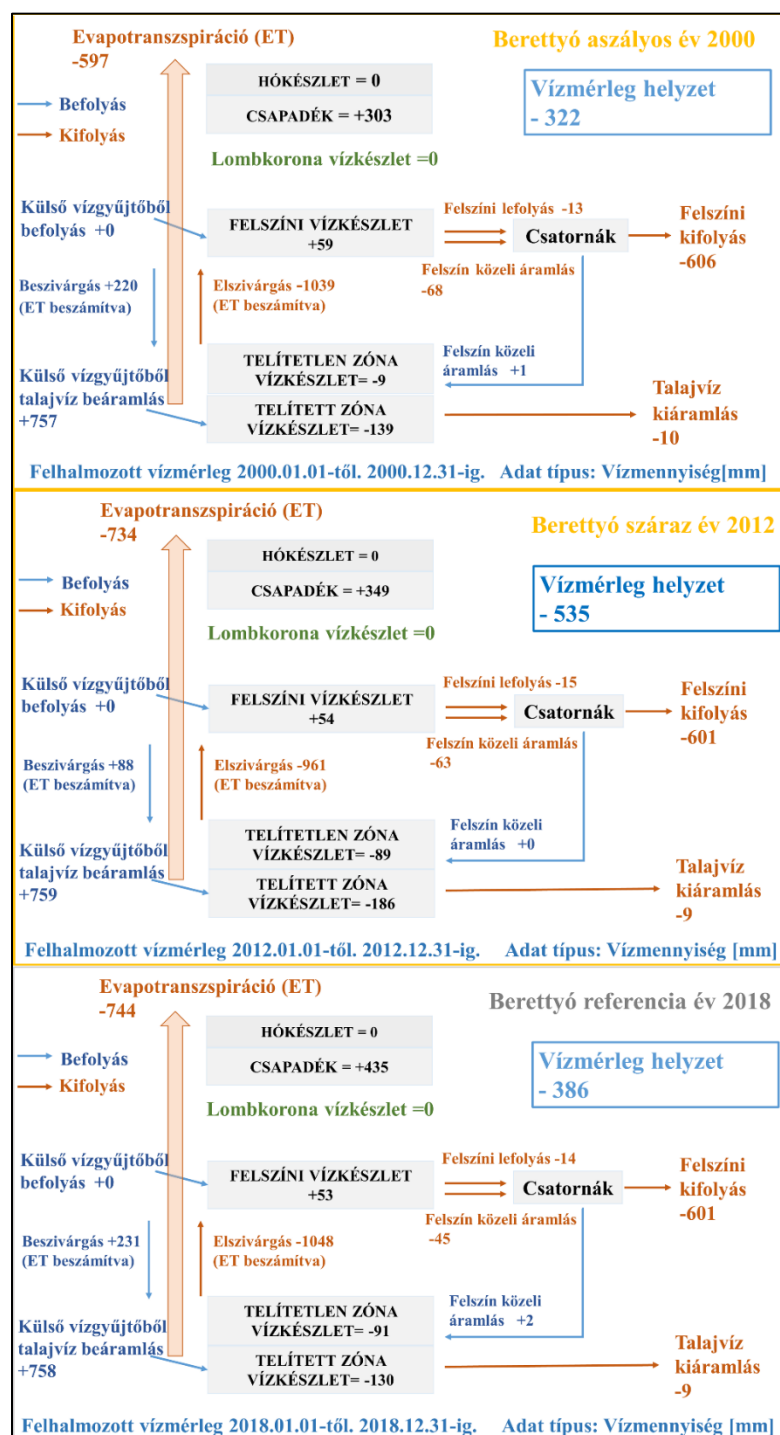 Evapotranszspiráció (ET)
-597
Berettyó aszályos év 2000
HÓKÉSZLET = 0
CSAPADÉK = +303
Vízmérleg helyzet
- 322
Befolyás
Kifolyás
Lombkorona vízkészlet =0
Külső vízgyűjtőből
befolyás +0
FELSZÍNI VÍZKÉSZLET
+59
Felszíni lefolyás -13
Csatornák
Felszíni
kifolyás
-606
Beszivárgás +220
(ET beszámítva)
Elszivárgás -1039
(ET beszámítva)
Felszín közeli áramlás
-68
Külső vízgyűjtőből
talajvíz beáramlás
+757
TELÍTETLEN ZÓNA
VÍZKÉSZLET= -9
TELÍTETT ZÓNA
VÍZKÉSZLET= -139
Felszín közeli
áramlás +1
Talajvíz
kiáramlás
-10
Felhalmozott vízmérleg 2000.01.01-től. 2000.12.31-ig. Adat típus: Vízmennyiség[mm]
Evapotranszspiráció (ET)
-734
Berettyó száraz év 2012
HÓKÉSZLET = 0
CSAPADÉK = +349
Vízmérleg helyzet
- 535
Befolyás
Kifolyás
Lombkorona vízkészlet =0
Külső vízgyűjtőből
befolyás +0
FELSZÍNI VÍZKÉSZLET
+54
Felszíni lefolyás -15
Csatornák
Felszíni
kifolyás
-601
Beszivárgás +88
(ET beszámítva)
Elszivárgás -961
(ET beszámítva)
Felszín közeli áramlás
-63
Külső vízgyűjtőből
talajvíz beáramlás
+759
TELÍTETLEN ZÓNA
VÍZKÉSZLET= -89
TELÍTETT ZÓNA
VÍZKÉSZLET= -186
Felszín közeli
áramlás +0
Talajvíz
kiáramlás
-9
Felhalmozott vízmérleg 2012.01.01-től. 2012.12.31-ig. Adat típus: Vízmennyiség [mm]
Evapotranszspiráció (ET)
-744
Berettyó referencia év 2018
HÓKÉSZLET = 0
CSAPADÉK = +435
Vízmérleg helyzet
- 386
Befolyás
Kifolyás
Lombkorona vízkészlet =0
Külső vízgyűjtőből
befolyás +0
FELSZÍNI VÍZKÉSZLET
+53
Felszíni lefolyás -14
Csatornák
Felszíni
kifolyás
-601
Beszivárgás +231
(ET beszámítva)
Elszivárgás -1048
(ET beszámítva)
Felszín közeli áramlás
-45
Külső vízgyűjtőből
talajvíz beáramlás
+758
TELÍTETLEN ZÓNA
VÍZKÉSZLET= -91
TELÍTETT ZÓNA
VÍZKÉSZLET= -130
Felszín közeli
áramlás +2
Talajvíz
kiáramlás
-9
Felhalmozott vízmérleg 2018.01.01-től. 2018.12.31-ig. Adat típus: Vízmennyiség [mm]